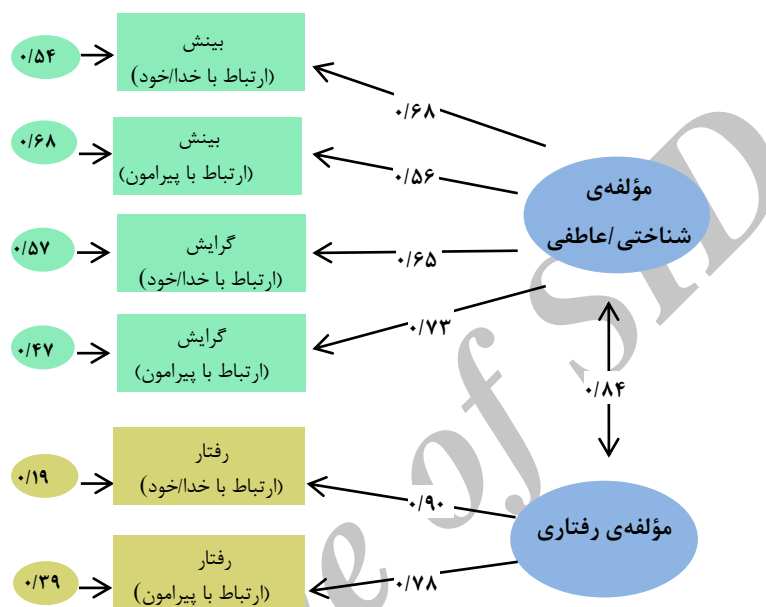 بینش
(ارتباط با خدا/خود)
۰/۵۴
۰/۶۸
بینش
(ارتباط با پیرامون)
۰/۶۸
۰/۵۶
مؤلفه‌ی
شناختی/عاطفی
گرایش
(ارتباط با خدا/خود)
۰/۵۷
۰/۶۵
گرایش
(ارتباط با پیرامون)
۰/۴۷
۰/۷۳
۰/۸۴
رفتار
(ارتباط با خدا/خود)
۰/۱۹
۰/۹۰
مؤلفه‌ی رفتاری
رفتار
(ارتباط با پیرامون)
۰/۳۹
۰/۷۸
e of SID